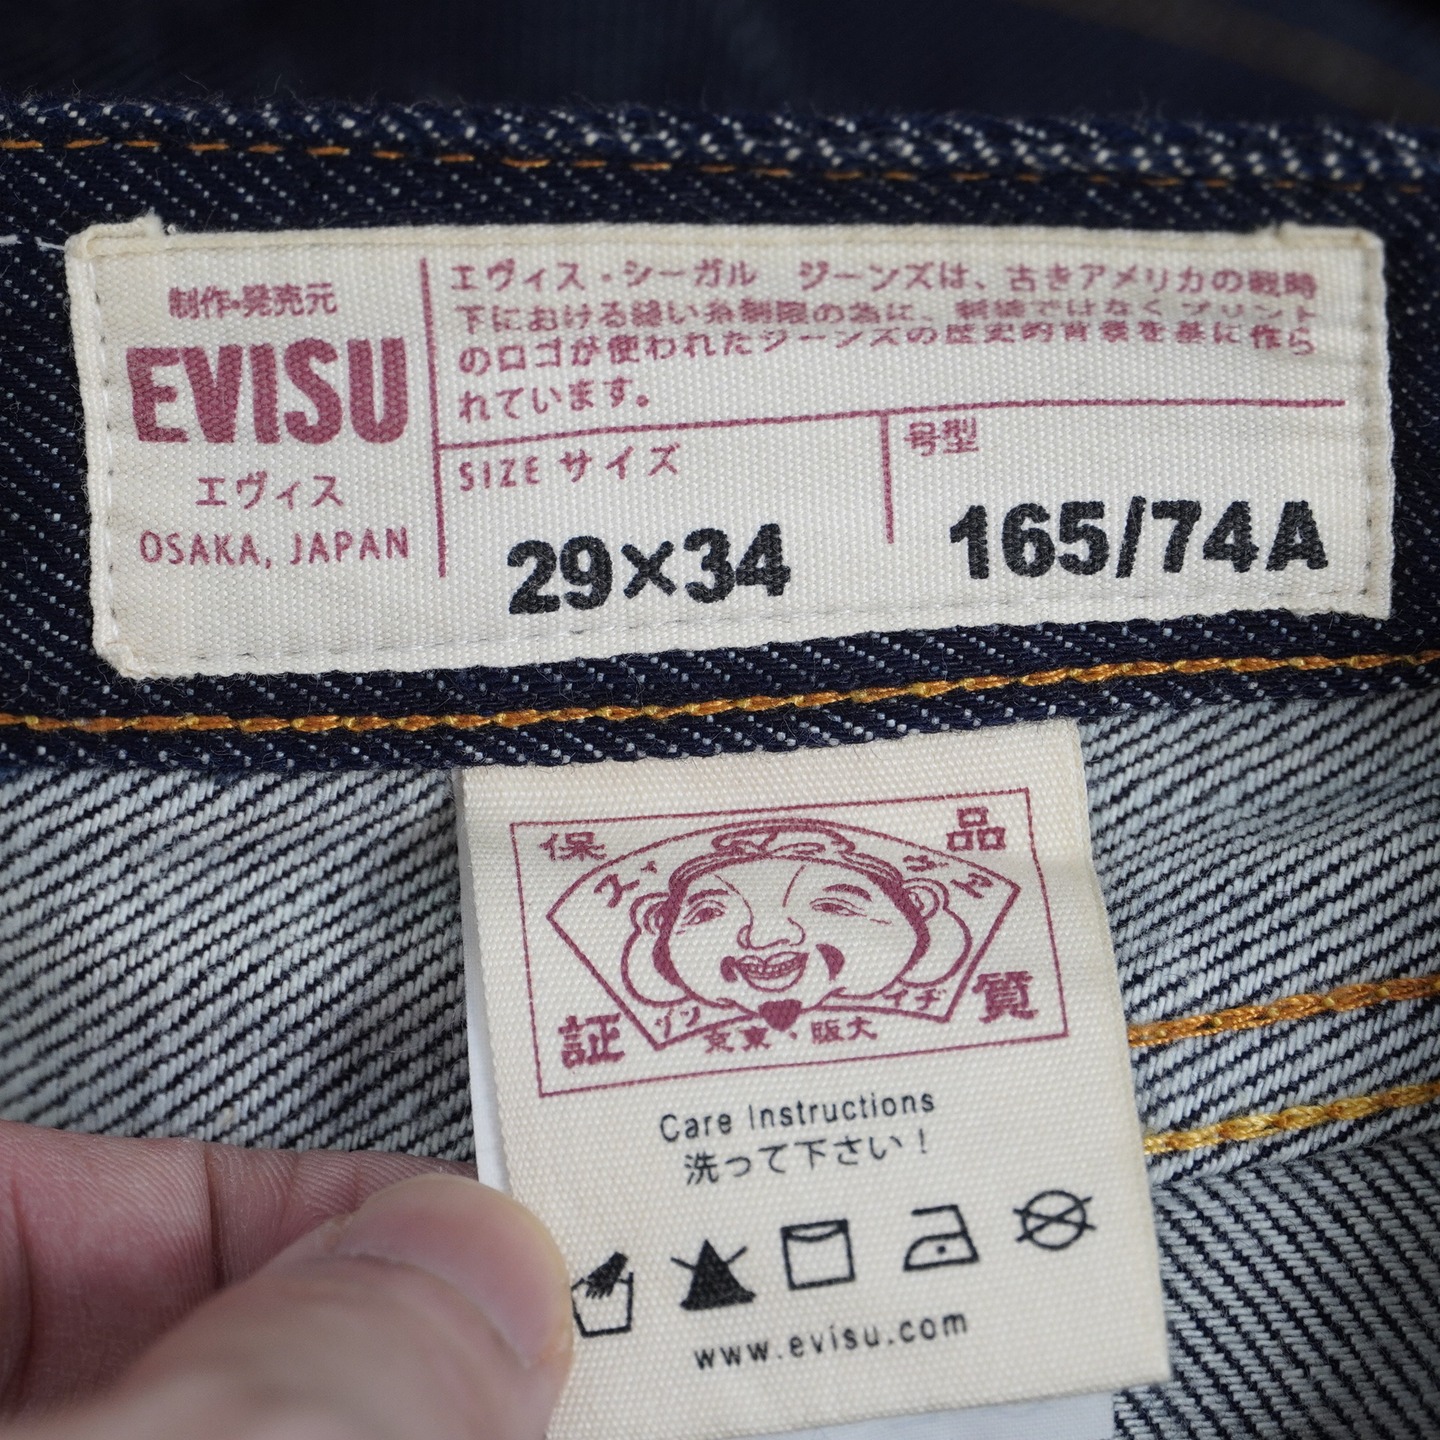 制作・発売元
EVISU
エヴィス
OSAKA, JAPAN
エヴィス・シーガル ジーンズは、古きアメリカの戦時
下における縫い糸制限の為に、刺繍ではなくプリント
のロゴが使われたジーンズの歴史的背景を基に作ら
れています。
SIZE サイズ
29×34
号型
165/74A
保
品
証
質
京東・阪大
Care Instructions
洗って下さい！
www.evisu.com